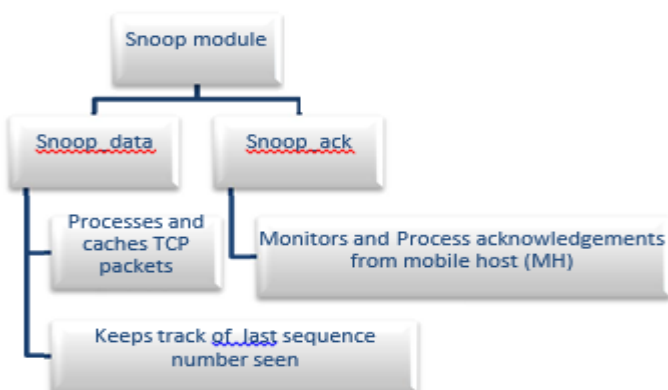 Snoop module
Snoop_data
Snoop_ack
Processes and
caches TCP
packets
Monitors and Process acknowledgements
from mobile host (MH)
Keeps track of last sequence
number seen